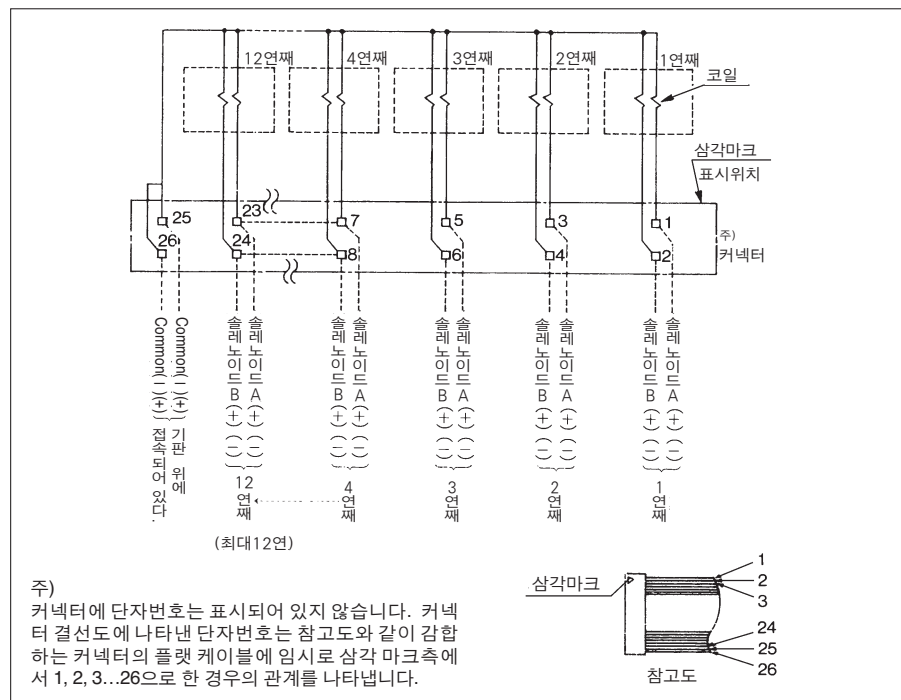 12연째
4연째
3연째
2연째
1연째
코일
삼각마크
표시위치
25
23
7
5
3
1
주)
커넥터
26
24
8
6
4
2
Common(−)(+)
Common(−)(+)
접속되어 있다.
기판 위에
솔레노이드B (+) (−)
솔레노이드A (+) (−)
솔레노이드B (+) (−)
솔레노이드A (+) (−)
솔레노이드B (+) (−)
솔레노이드A (+) (−)
솔레노이드B (+) (−)
솔레노이드A (+) (−)
솔레노이드B (+) (−)
솔레노이드A (+) (−)
12
연째
4
연째
3
연째
2
연째
1
연째
(최대12연)
주)
커넥터에 단자번호는 표시되어 있지 않습니다. 커넥
터 결선도에 나타낸 단자번호는 참고도와 같이 감합
하는 커넥터의 플랫 케이블에 임시로 삼각 마크측에
서 1, 2, 3...26으로 한 경우의 관계를 나타냅니다.
삼각마크
1
2
3
24
25
26
참고도